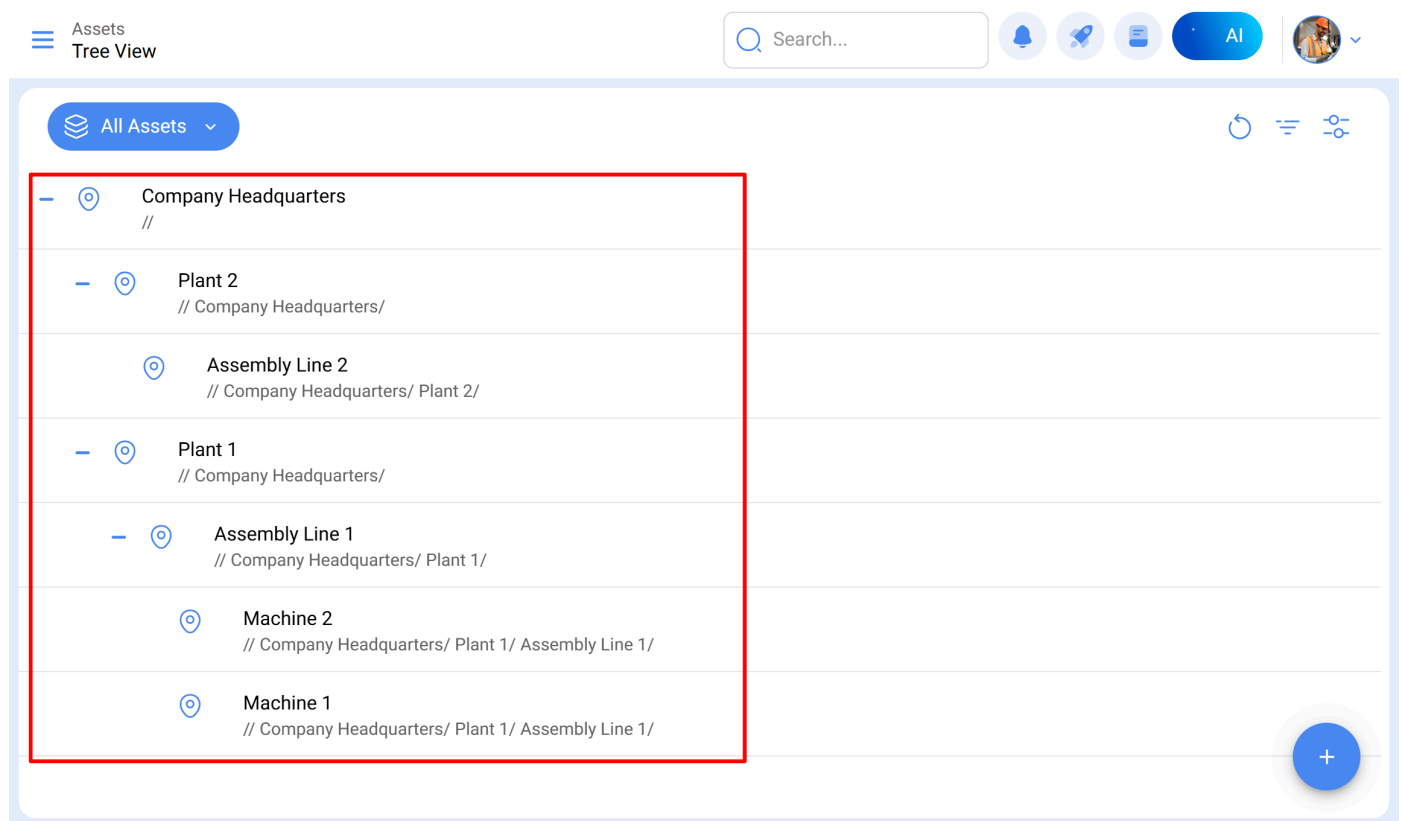 Assets
Tree View
Search...
AI
All Assets
Company Headquarters
//
Plant 2
// Company Headquarters/
Assembly Line 2
// Company Headquarters/ Plant 2/
Plant 1
// Company Headquarters/
Assembly Line 1
// Company Headquarters/ Plant 1/
Machine 2
// Company Headquarters/ Plant 1/ Assembly Line 1/
Machine 1
// Company Headquarters/ Plant 1/ Assembly Line 1/